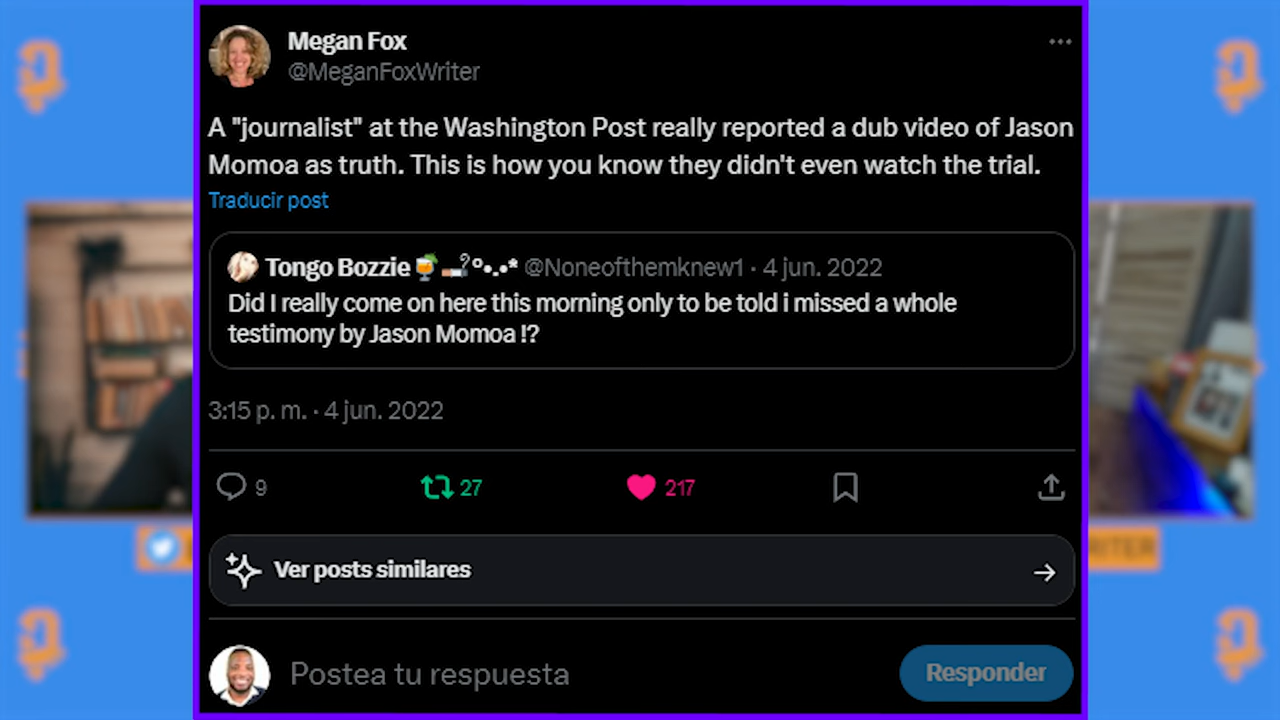 Megan Fox
@MeganFoxWriter
A "journalist" at the Washington Post really reported a dub video of Jason
Momoa as truth. This is how you know they didn't even watch the trial.
Traducir post
Tongo Bozzie @Noneofthemknew1 · 4 jun. 2022
Did I really come on here this morning only to be told i missed a whole
testimony by Jason Momoa !?
3:15 p. m. · 4 jun. 2022
9 27 217
Ver posts similares
RITER
Postea tu respuesta
Responder